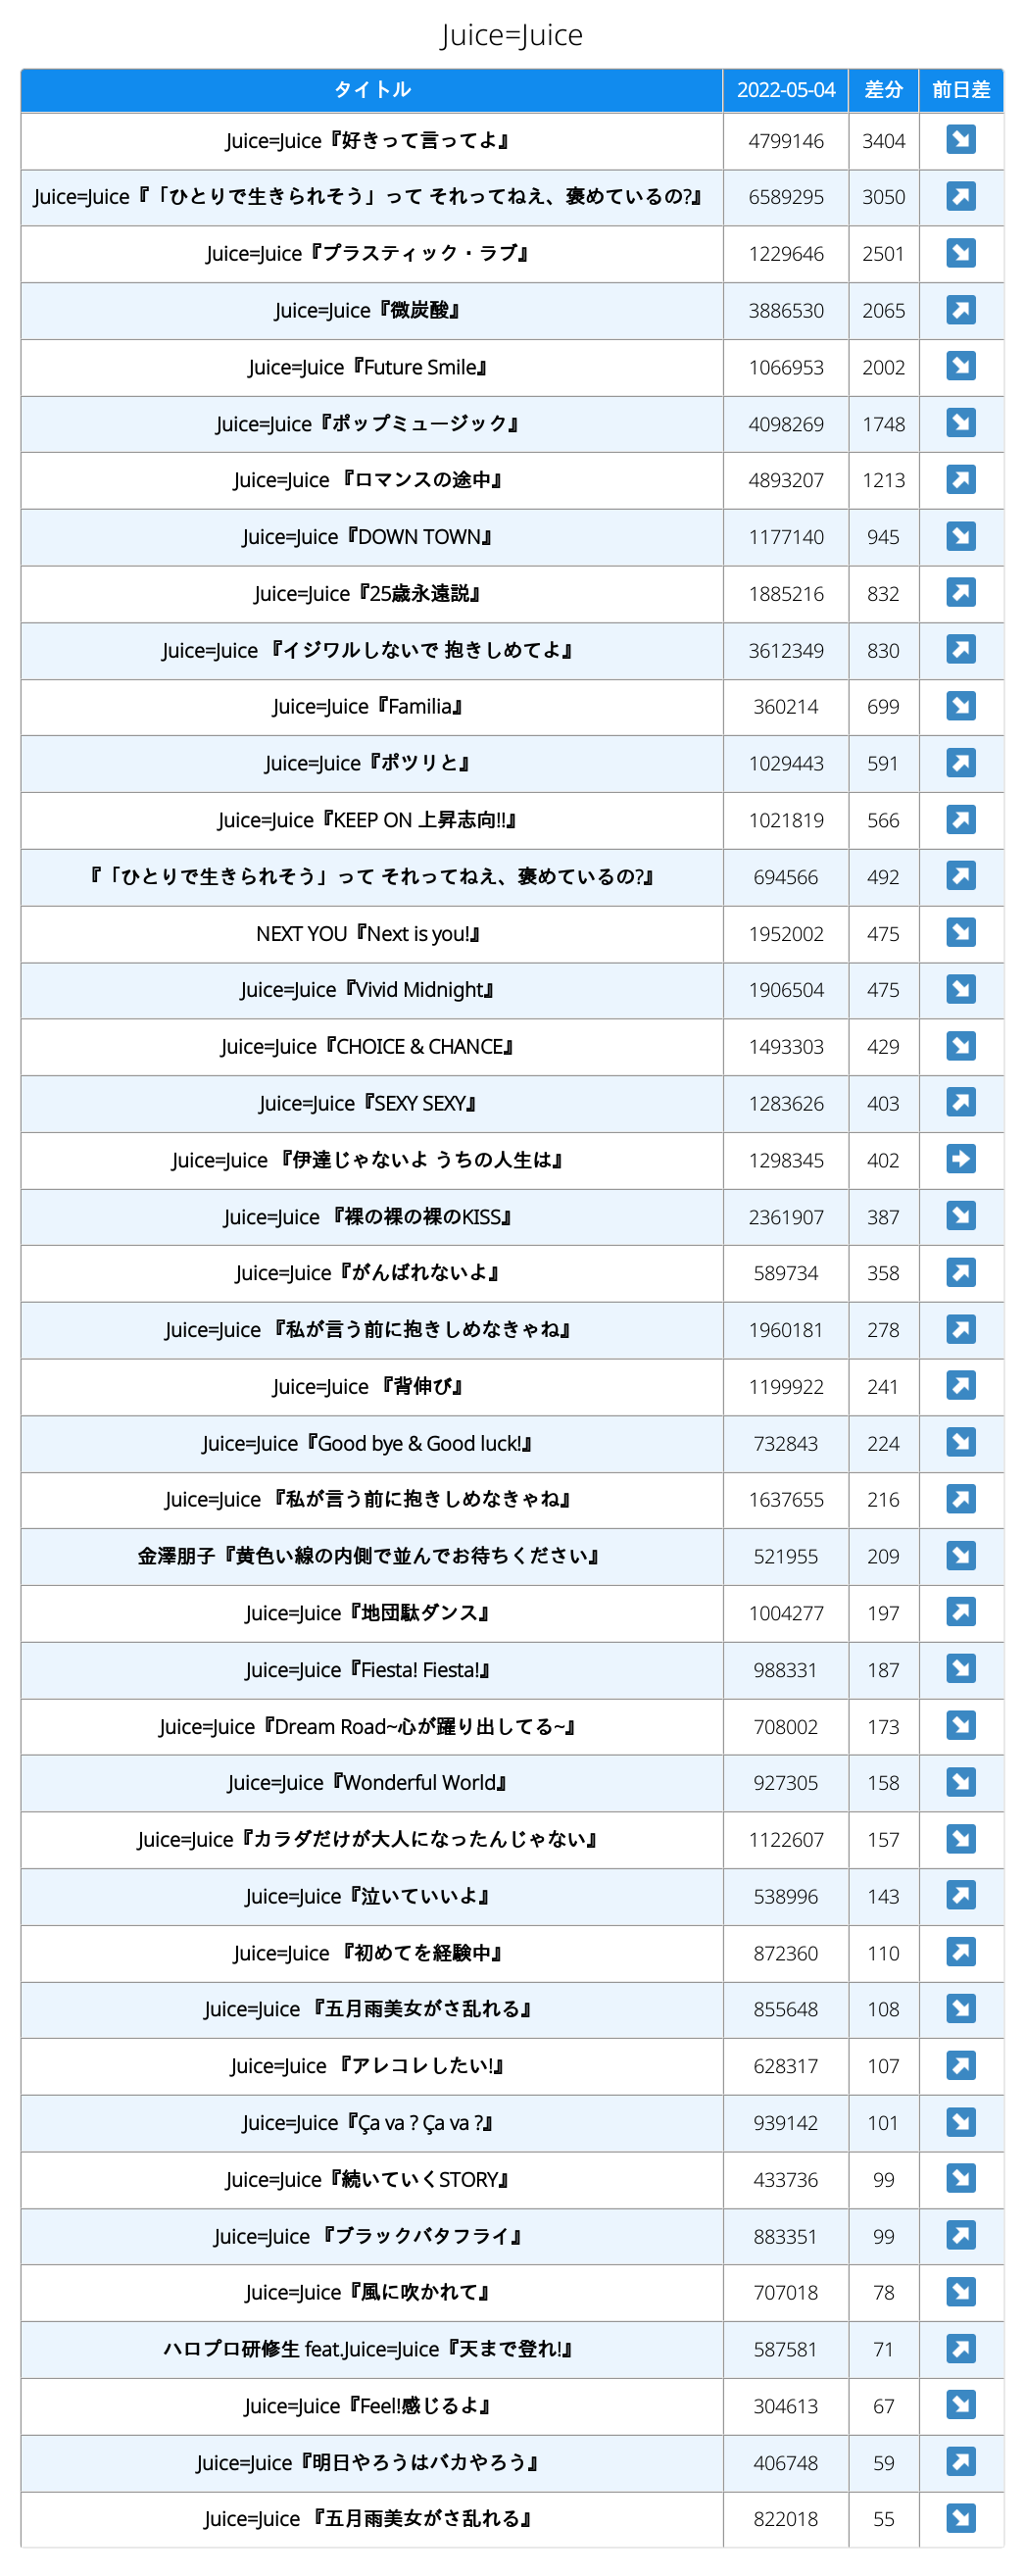 Juice=Juice
タイトル 2022-05-04 差分 前日差
Juice=Juice『好きって言ってよ』 4799146 3404 ↘
Juice=Juice『「ひとりで生きられそう」って それってねえ、褒めているの?』 6589295 3050 ↗
Juice=Juice『プラスティック・ラブ』 1229646 2501 ↘
Juice=Juice『微炭酸』 3886530 2065 ↗
Juice=Juice『Future Smile』 1066953 2002 ↘
Juice=Juice『ポップミュージック』 4098269 1748 ↘
Juice=Juice 『ロマンスの途中』 4893207 1213 ↗
Juice=Juice『DOWN TOWN』 1177140 945 ↘
Juice=Juice『25歳永遠説』 1885216 832 ↗
Juice=Juice 『イジワルしないで 抱きしめてよ』 3612349 830 ↗
Juice=Juice『Familia』 360214 699 ↘
Juice=Juice『ポツリと』 1029443 591 ↗
Juice=Juice『KEEP ON 上昇志向!!』 1021819 566 ↗
『「ひとりで生きられそう」って それってねえ、褒めているの?』 694566 492 ↗
NEXT YOU『Next is you!』 1952002 475 ↘
Juice=Juice『Vivid Midnight』 1906504 475 ↘
Juice=Juice『CHOICE & CHANCE』 1493303 429 ↘
Juice=Juice『SEXY SEXY』 1283626 403 ↗
Juice=Juice 『伊達じゃないよ うちの人生は』 1298345 402 →
Juice=Juice 『裸の裸の裸のKISS』 2361907 387 ↘
Juice=Juice『がんばれないよ』 589734 358 ↗
Juice=Juice 『私が言う前に抱きしめなきゃね』 1960181 278 ↗
Juice=Juice 『背伸び』 1199922 241 ↗
Juice=Juice『Good bye & Good luck!』 732843 224 ↘
Juice=Juice 『私が言う前に抱きしめなきゃね』 1637655 216 ↗
金澤朋子『黄色い線の内側で並んでお待ちください』 521955 209 ↘
Juice=Juice『地団駄ダンス』 1004277 197 ↗
Juice=Juice『Fiesta! Fiesta!』 988331 187 ↘
Juice=Juice『Dream Road~心が躍り出してる~』 708002 173 ↘
Juice=Juice『Wonderful World』 927305 158 ↘
Juice=Juice『カラダだけが大人になったんじゃない』 1122607 157 ↘
Juice=Juice『泣いていいよ』 538996 143 ↗
Juice=Juice 『初めてを経験中』 872360 110 ↗
Juice=Juice 『五月雨美女がさ乱れる』 855648 108 ↘
Juice=Juice 『アレコレしたい!』 628317 107 ↗
Juice=Juice『Ça va ? Ça va ?』 939142 101 ↘
Juice=Juice『続いていくSTORY』 433736 99 ↘
Juice=Juice 『ブラックバタフライ』 883351 99 ↗
Juice=Juice『風に吹かれて』 707018 78 ↘
ハロプロ研修生 feat.Juice=Juice『天まで登れ!』 587581 71 ↗
Juice=Juice『Feel!感じるよ』 304613 67 ↘
Juice=Juice『明日やろうはバカやろう』 406748 59 ↗
Juice=Juice 『五月雨美女がさ乱れる』 822018 55 ↘